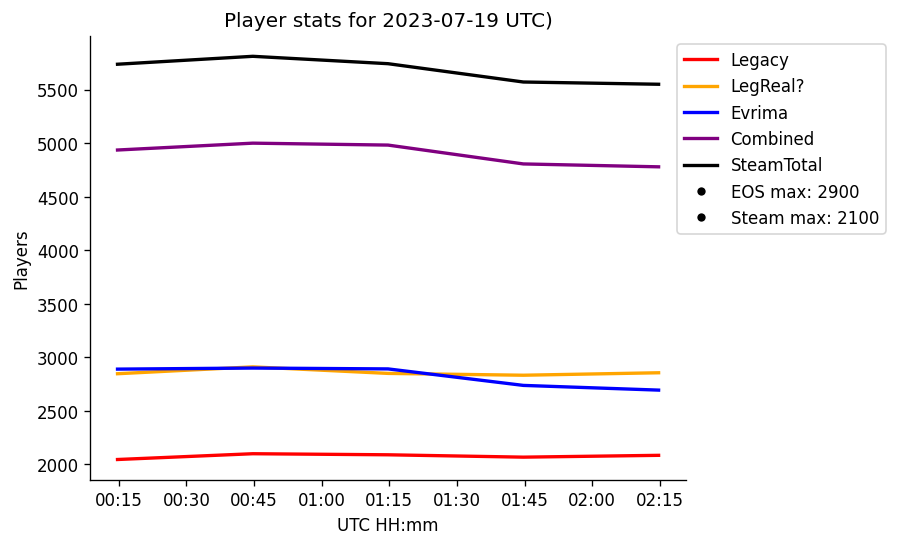 Player stats for 2023-07-19 UTC)
Legacy
LegReal?
Evrima
Combined
SteamTotal
EOS max: 2900
Steam max: 2100
Players
5500
5000
4500
4000
3500
3000
2500
2000
00:15 00:30 00:45 01:00 01:15 01:30 01:45 02:00 02:15
UTC HH:mm